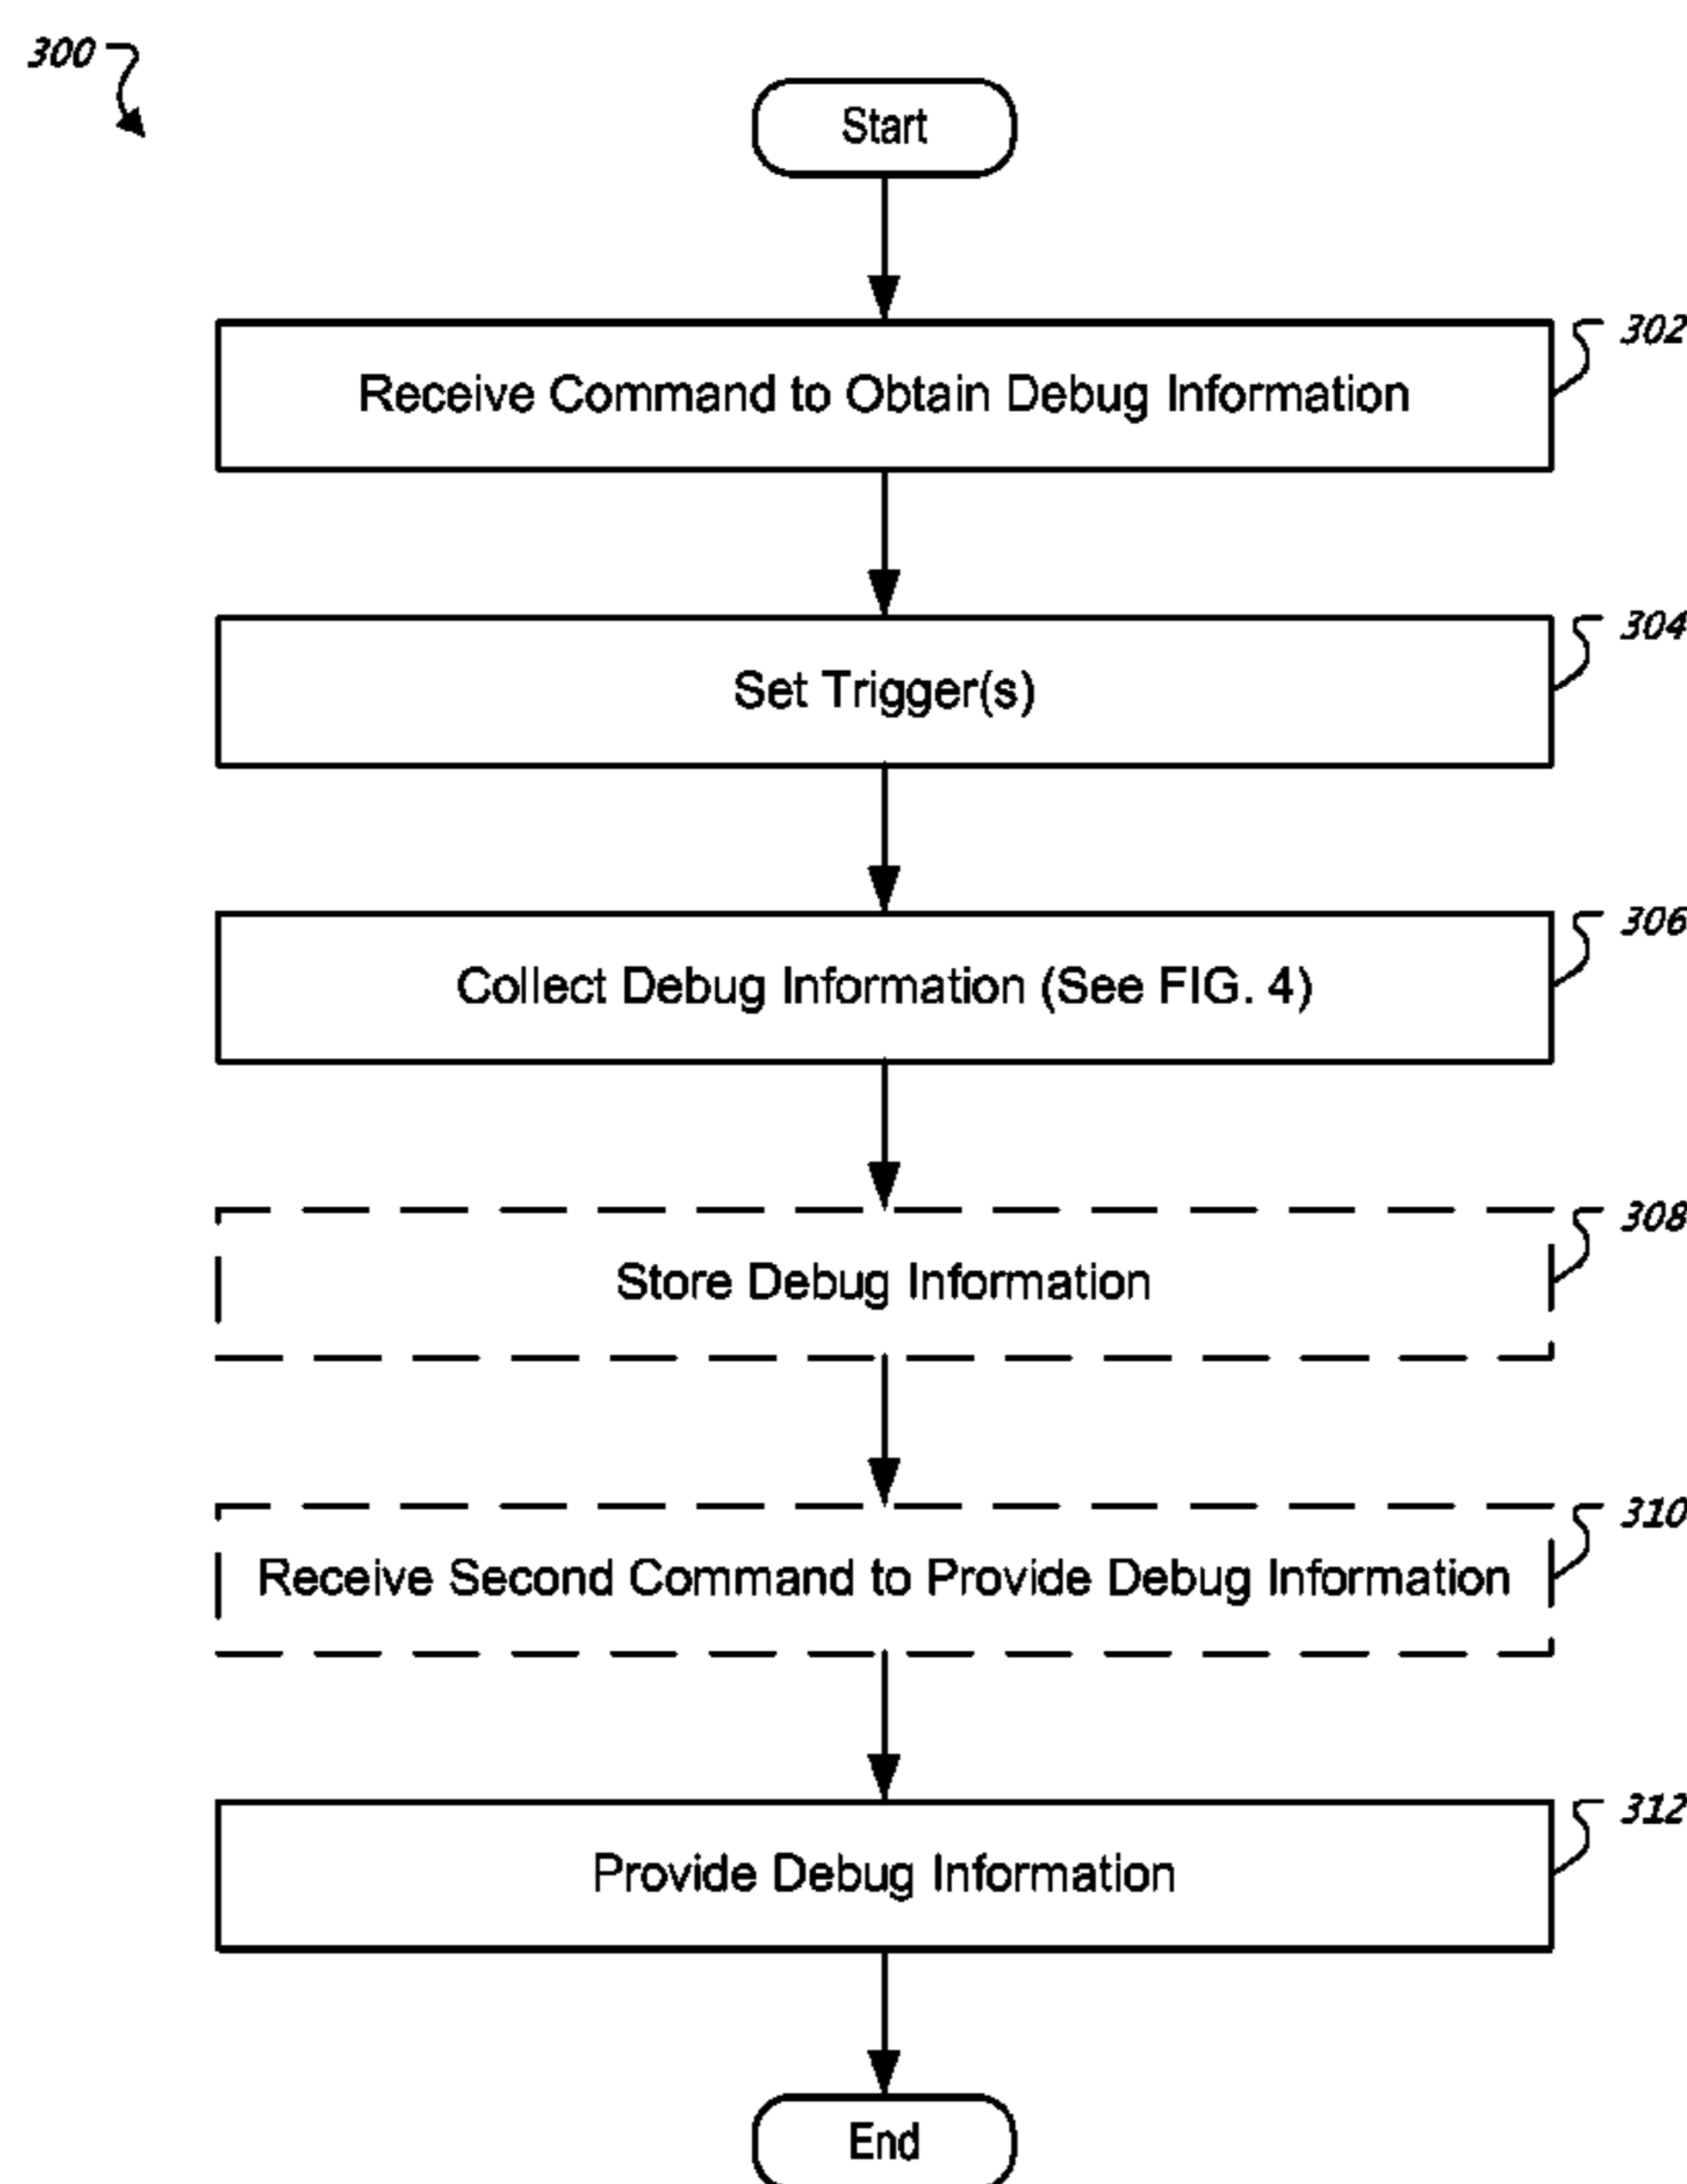 300
Start
302
Receive Command to Obtain Debug Information
304
Set Trigger(s)
306
Collect Debug Information (See FIG. 4)
308
Store Debug Information
310
Receive Second Command to Provide Debug Information
312
Provide Debug Information
End